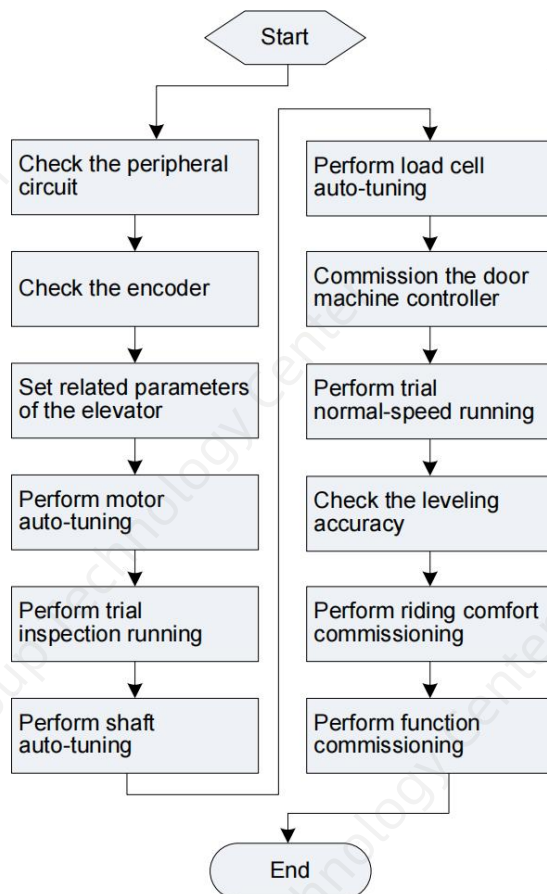 Start
Check the peripheral
circuit
Check the encoder
Set related parameters
of the elevator
Perform motor
auto-tuning
Perform trial
inspection running
Perform shaft
auto-tuning
Perform load cell
auto-tuning
Commission the door
machine controller
Perform trial
normal-speed running
Check the leveling
accuracy
Perform riding comfort
commissioning
Perform function
commissioning
End
Technology Center